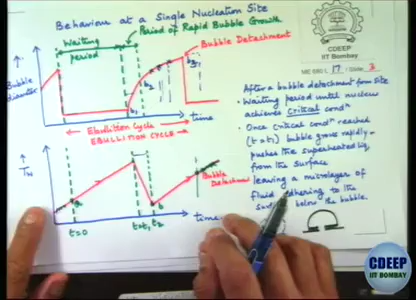 Behaviour at a Single Nucleation Site
Waiting period
Period of Rapid Bubble Growth
Bubble Detachment
Bubble diameter
time
Ebullition Cycle
EBULLITION CYCLE
CDEEP
IIT Bombay
After a bubble detachment from site
• Waiting period until nucleus
achieves critical condn
• Once critical condn reached
(t = t1) bubble grows rapidly
pushes the superheated liq
from the surface
leaving a microlayer of
fluid adhering to the
surface below the bubble.
Tw
a
b
Bubble
Detachment
t=0
t=t1
t2
time
CDEEP
IIT BOMBAY